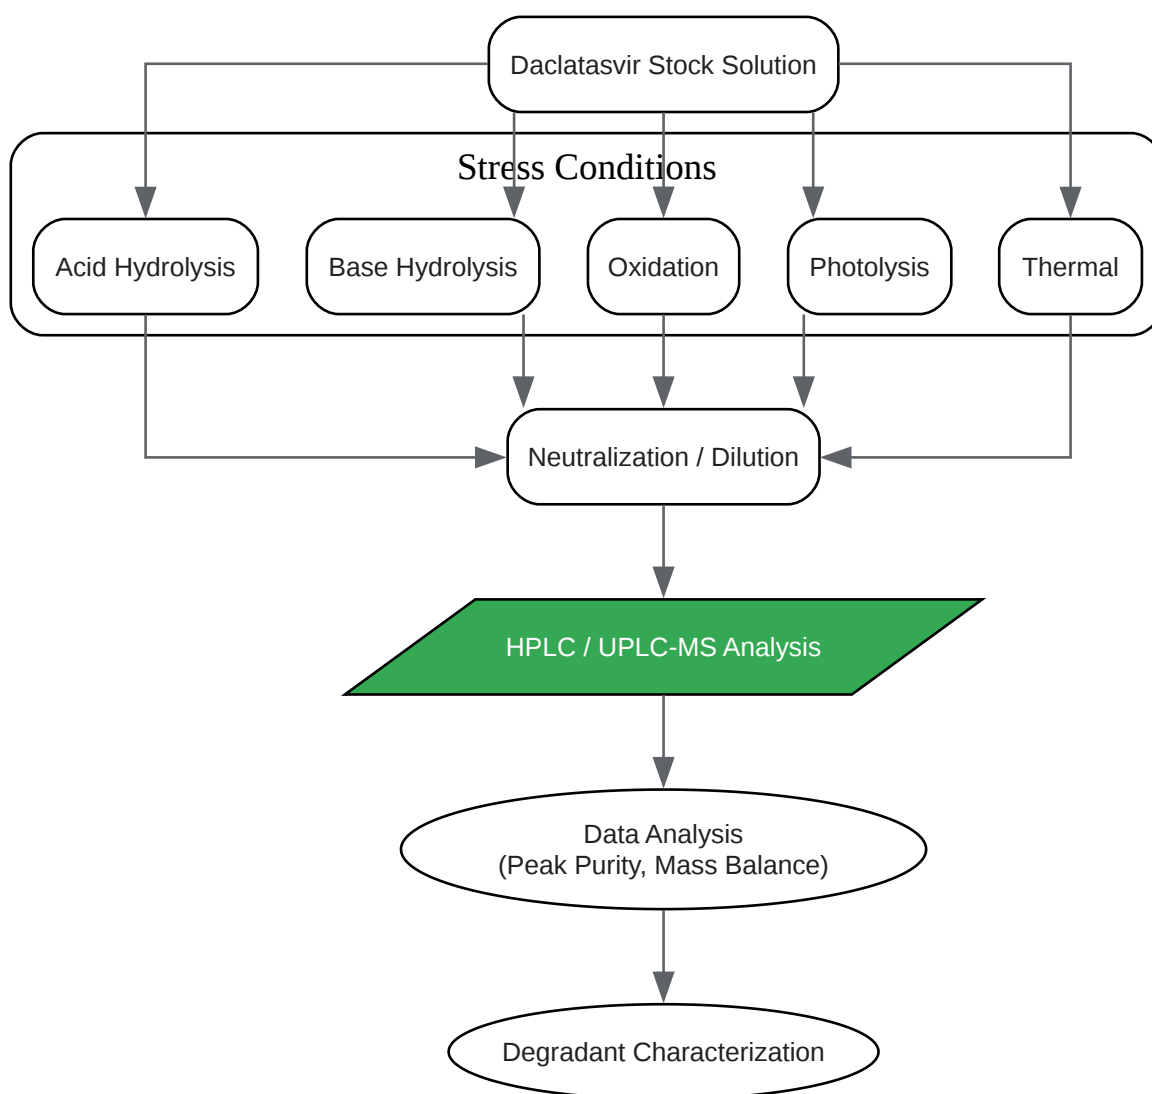 Daclatasvir Stock Solution
Stress Conditions
Acid Hydrolysis
Base Hydrolysis
Oxidation
Photolysis
Thermal
Neutralization / Dilution
HPLC / UPLC-MS Analysis
Data Analysis
(Peak Purity, Mass Balance)
Degradant Characterization